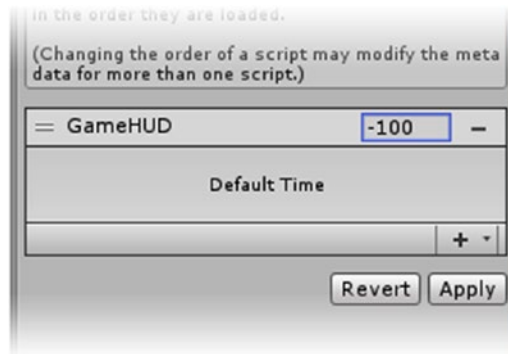 in the order they are loaded.
(Changing the order of a script may modify the meta
data for more than one script.)
GameHUD -100
Default Time
Revert Apply